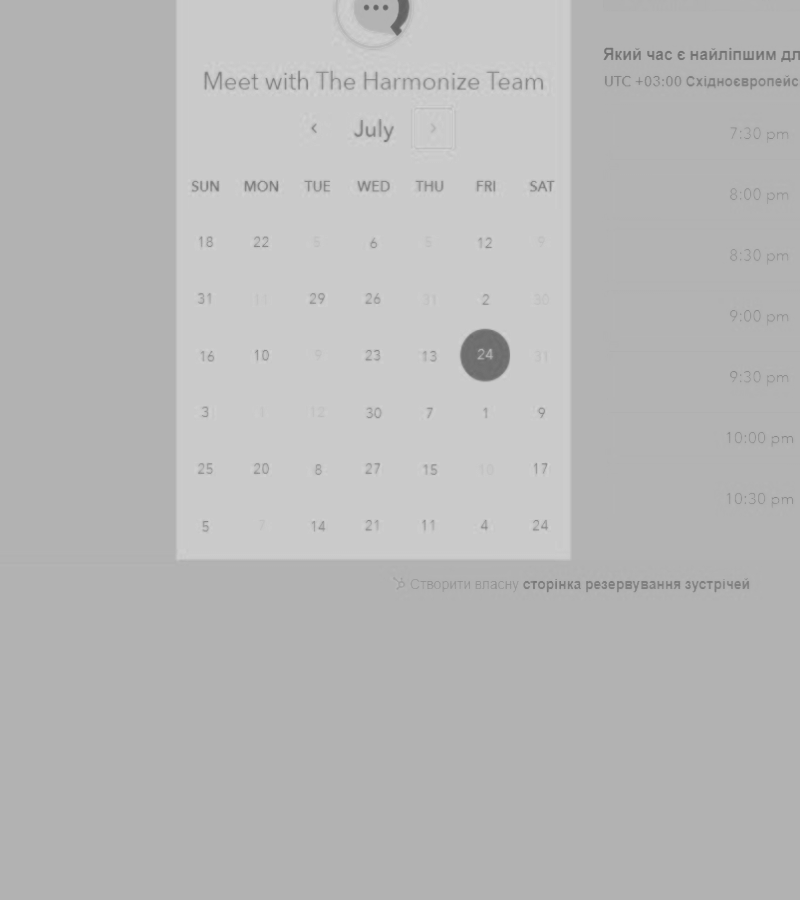 Meet with The Harmonize Team
July
SUN MON TUE WED THU FRI SAT
18 22 5 6 5 12 9
31 11 29 26 31 2 30
16 10 9 23 13 24 31
3 1 12 30 7 1 9
25 20 8 27 15 10 17
5 7 14 21 11 4 24
Який час є найліпшим дл
UTC +03:00 Східноєвропейс
7:30 pm
8:00 pm
8:30 pm
9:00 pm
9:30 pm
10:00 pm
10:30 pm
Створити власну сторінка резервування зустрічей